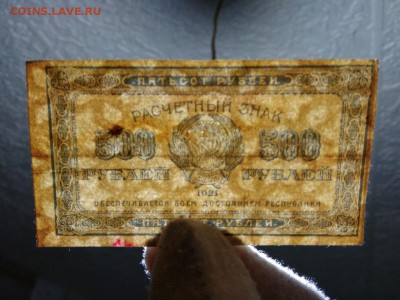 COINS.LAVE.RU
ПЯТЬСОТ РУБЛЕЙ
РАСЧЕТНЫЙ ЗНАК
500 500
РУБЛЕЙ РУБЛЕЙ
1921
ОБЕСПЕЧИВАЕТСЯ ВСЕМ ДОСТОЯНИЕМ РЕСПУБЛИКИ
ПЯТЬСОТ РУБЛЕЙ